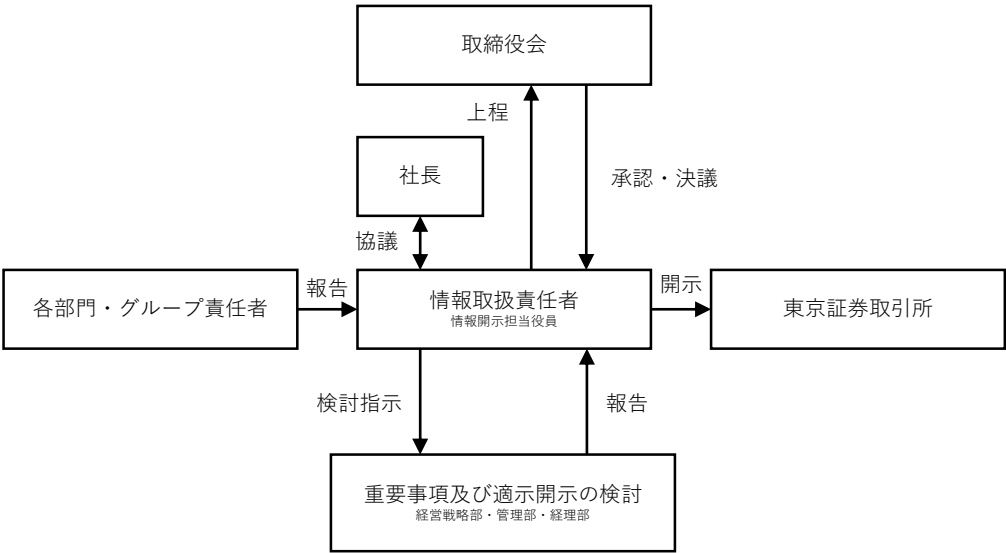 取締役会
上程
承認・決議
社長
協議
各部門・グループ責任者
報告
情報取扱責任者
情報開示担当役員
開示
東京証券取引所
検討指示
報告
重要事項及び適示開示の検討
経営戦略部・管理部・経理部